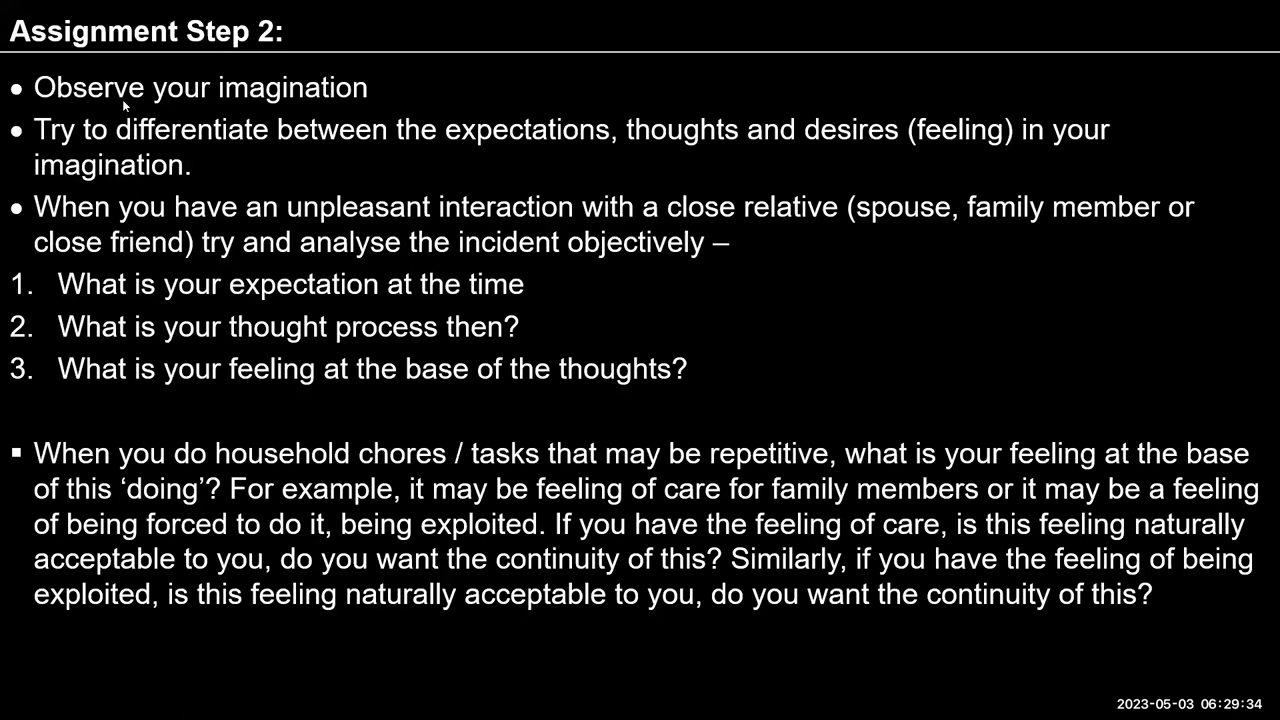 Assignment Step 2:
• Observe your imagination
• Try to differentiate between the expectations, thoughts and desires (feeling) in your
imagination.
• When you have an unpleasant interaction with a close relative (spouse, family member or
close friend) try and analyse the incident objectively –
1. What is your expectation at the time
2. What is your thought process then?
3. What is your feeling at the base of the thoughts?
▪ When you do household chores / tasks that may be repetitive, what is your feeling at the base
of this ‘doing’? For example, it may be feeling of care for family members or it may be a feeling
of being forced to do it, being exploited. If you have the feeling of care, is this feeling naturally
acceptable to you, do you want the continuity of this? Similarly, if you have the feeling of being
exploited, is this feeling naturally acceptable to you, do you want the continuity of this?
2023-05-03 06:29:34